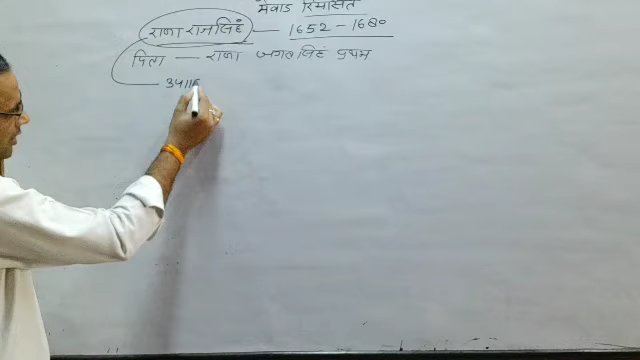 मेवाड रियासत
राणा राजसिंह — 1652 - 1680
पिता — राणा जगतसिंह प्रथम